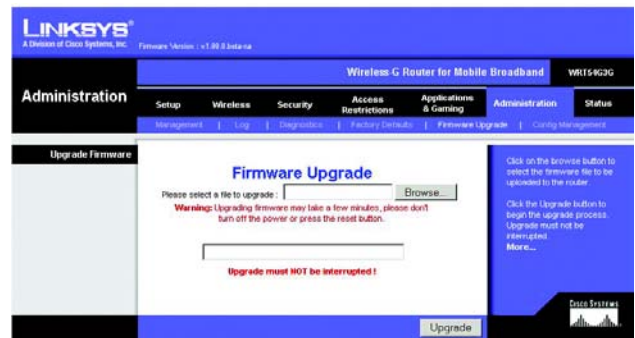 LINKSYS®
A Division of Cisco Systems, Inc.
Firmware Version : v1.00.0.beta-na
Wireless-G Router for Mobile Broadband WRT54G3G
Administration
Setup Wireless Security Access Restrictions Applications & Gaming Administration Status
Management | Log | Diagnostics | Factory Defaults | Firmware Upgrade | Config Management
Upgrade Firmware
Firmware Upgrade
Please select a file to upgrade : Browse...
Warning: Upgrading firmware may take a few minutes, please don't
turn off the power or press the reset button.
Upgrade must NOT be interrupted !
Click on the browse button to
select the firmware file to be
uploaded to the router.
Click the Upgrade button to
begin the upgrade process.
Upgrade must not be
interrupted.
More...
Upgrade
CISCO SYSTEMS